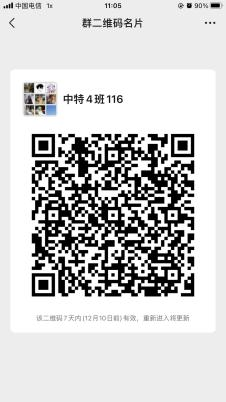 中国电信 1x 11:05 90%
群二维码名片
中特4班116
该二维码7天内(12月10日前)有效，重新进入将更新